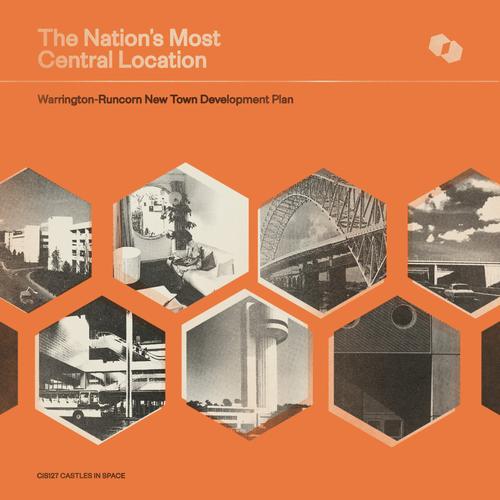 The Nation's Most
Central Location
Warrington-Runcorn New Town Development Plan
CIS127 CASTLES IN SPACE